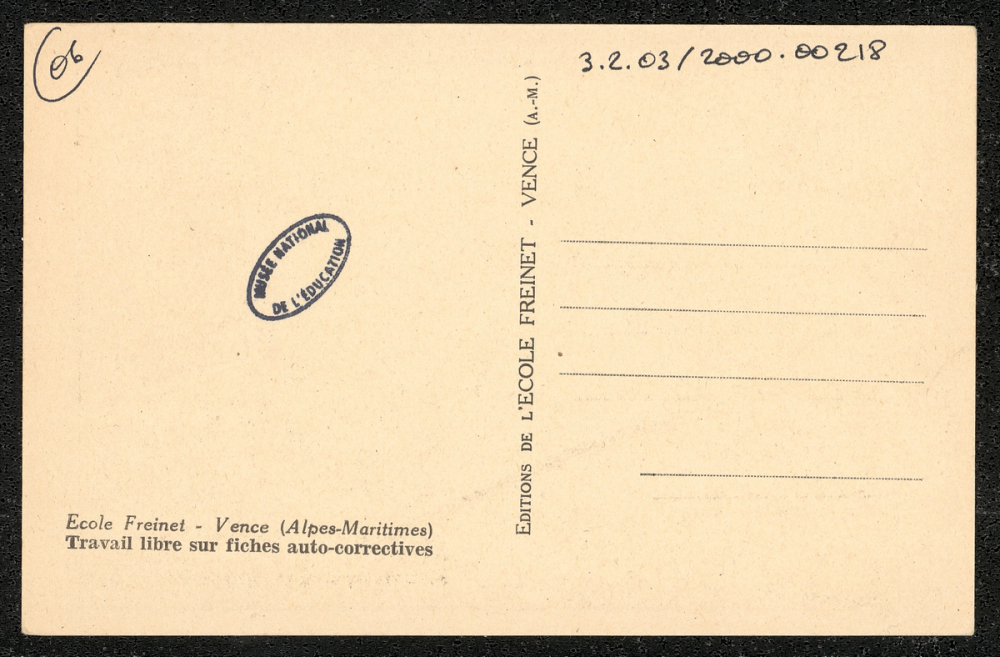 06
3.2.03/2000.00218
MUSÉE NATIONAL
DE L'ÉDUCATION
EDITIONS DE L'ECOLE FREINET - VENCE (A.-M.)
Ecole Freinet - Vence (Alpes-Maritimes)
Travail libre sur fiches auto-correctives